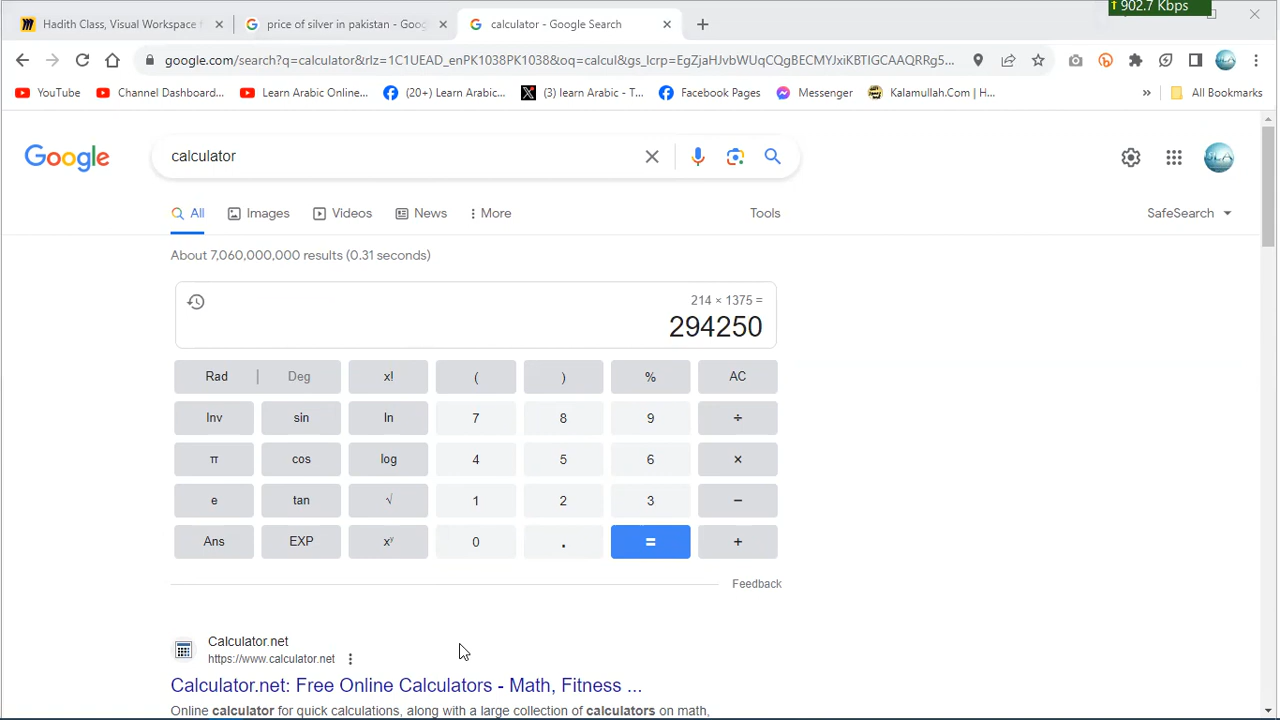 902.7 Kbps
Hadith Class, Visual Workspace f
price of silver in pakistan - Goog
calculator - Google Search
google.com/search?q=calculator&rlz=1C1UEAD_enPK1038PK1038&oq=calcul&gs_lcrp=EgZjaHJvbWUqCQgBECMYJxiKBTIGCAAQRRg5...
YouTube
Channel Dashboard...
Learn Arabic Online...
(20+) Learn Arabic...
(3) learn Arabic - T...
Facebook Pages
Messenger
Kalamullah.Com | H...
»
All Bookmarks
Google
calculator
All
Images
Videos
News
More
Tools
SafeSearch
About 7,060,000,000 results (0.31 seconds)
214 × 1375 =
294250
Rad | Deg x! ( ) % AC
Inv sin ln 7 8 9 ÷
π cos log 4 5 6 ×
e tan √ 1 2 3 −
Ans EXP xʸ 0 . = +
Feedback
Calculator.net
https://www.calculator.net
Calculator.net: Free Online Calculators - Math, Fitness ...
Online calculator for quick calculations, along with a large collection of calculators on math,